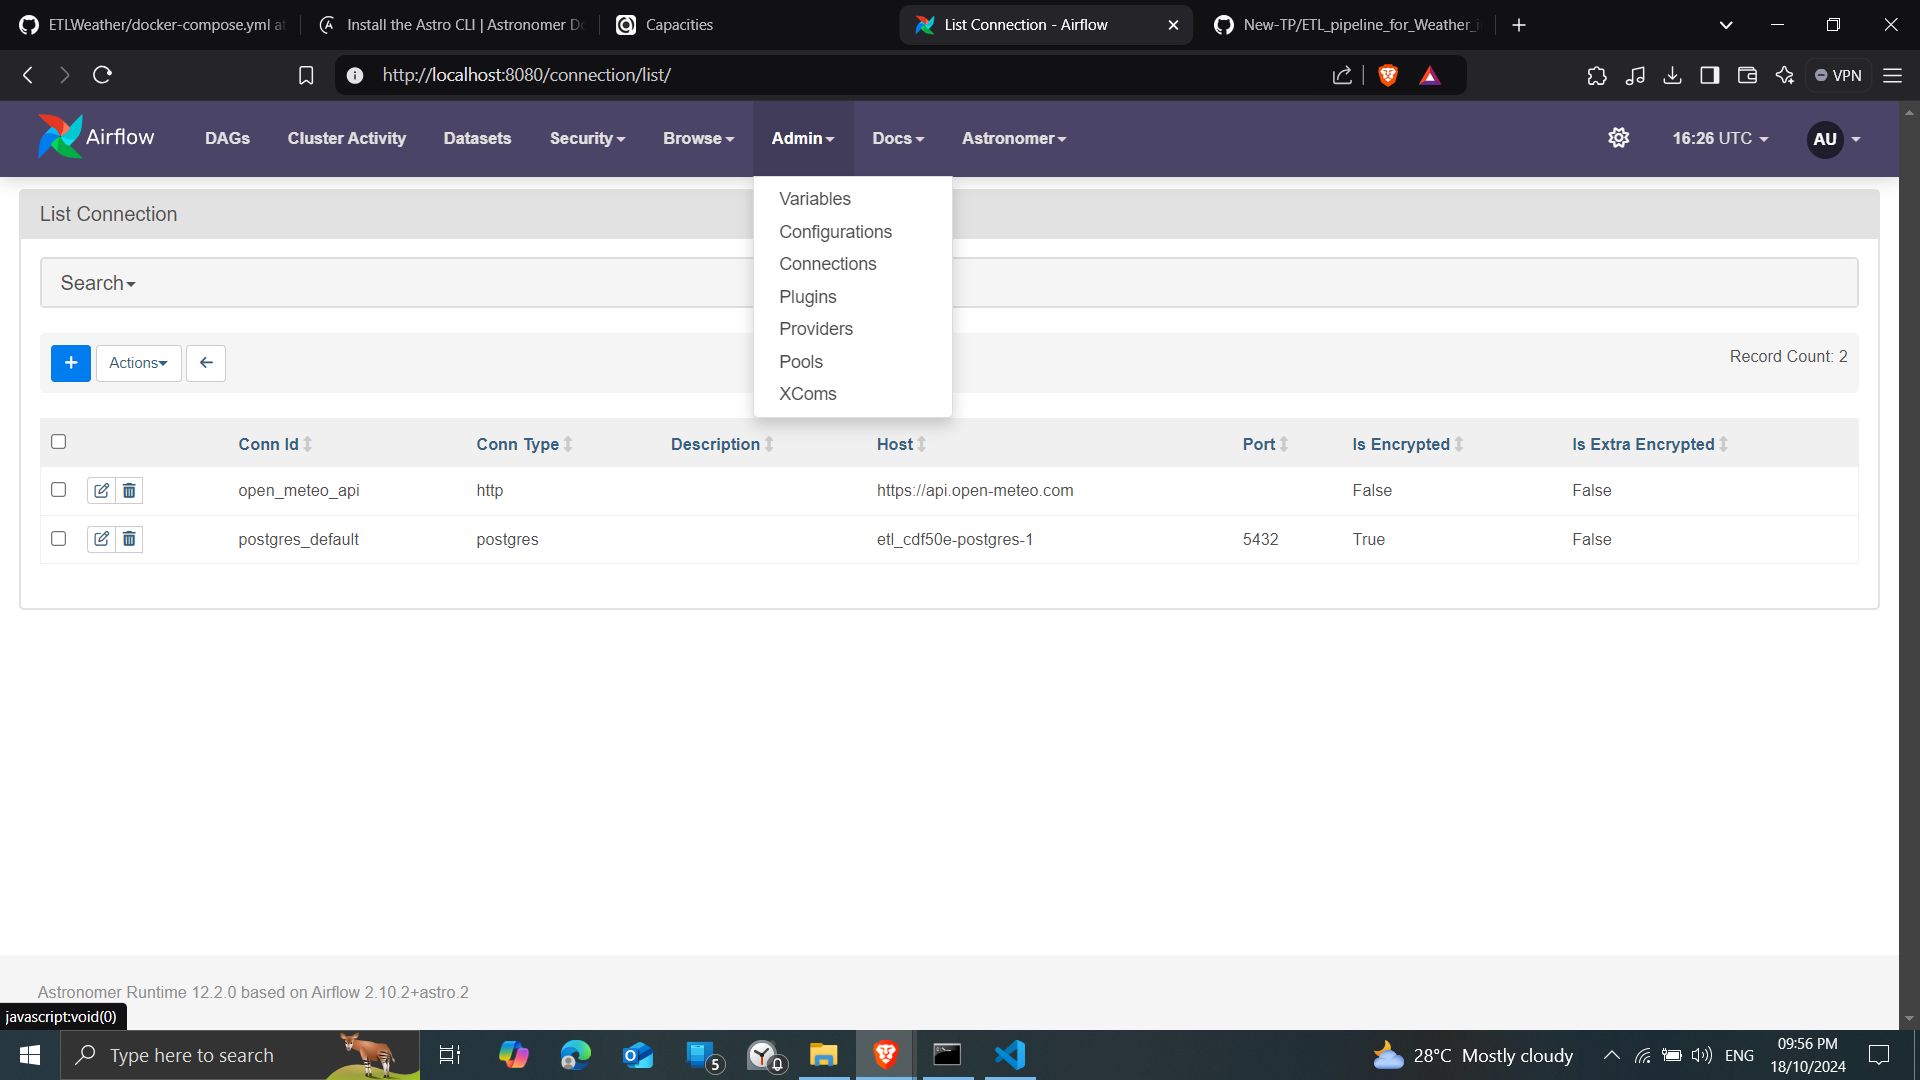 ETLWeather/docker-compose.yml at
Install the Astro CLI | Astronomer Do
Capacities
List Connection - Airflow
New-TP/ETL_pipeline_for_Weather_i
http://localhost:8080/connection/list/
VPN
Airflow
DAGs
Cluster Activity
Datasets
Security
Browse
Admin
Docs
Astronomer
16:26 UTC
AU
List Connection
Variables
Configurations
Connections
Plugins
Providers
Pools
XComs
Search
Actions
Record Count: 2
Conn Id Conn Type Description Host Port Is Encrypted Is Extra Encrypted
open_meteo_api http https://api.open-meteo.com False False
postgres_default postgres etl_cdf50e-postgres-1 5432 True False
Astronomer Runtime 12.2.0 based on Airflow 2.10.2+astro.2
javascript:void(0)
Type here to search
5
28°C Mostly cloudy
ENG
09:56 PM
18/10/2024